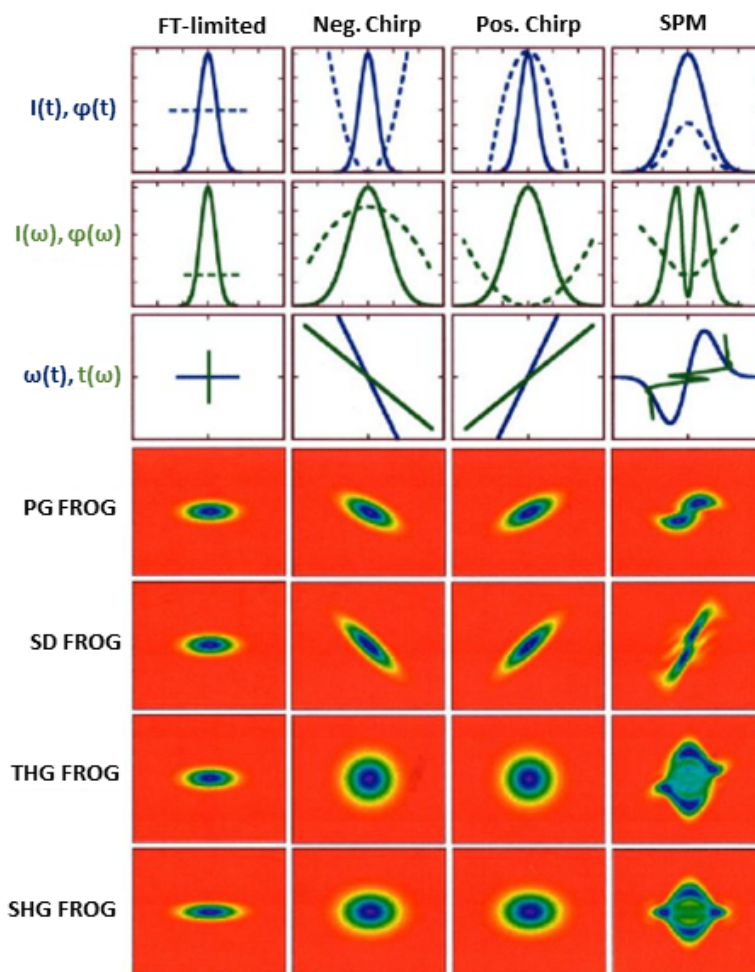 FT-limited Neg. Chirp Pos. Chirp SPM
I(t), φ(t)
I(ω), φ(ω)
ω(t), t(ω)
PG FROG
SD FROG
THG FROG
SHG FROG